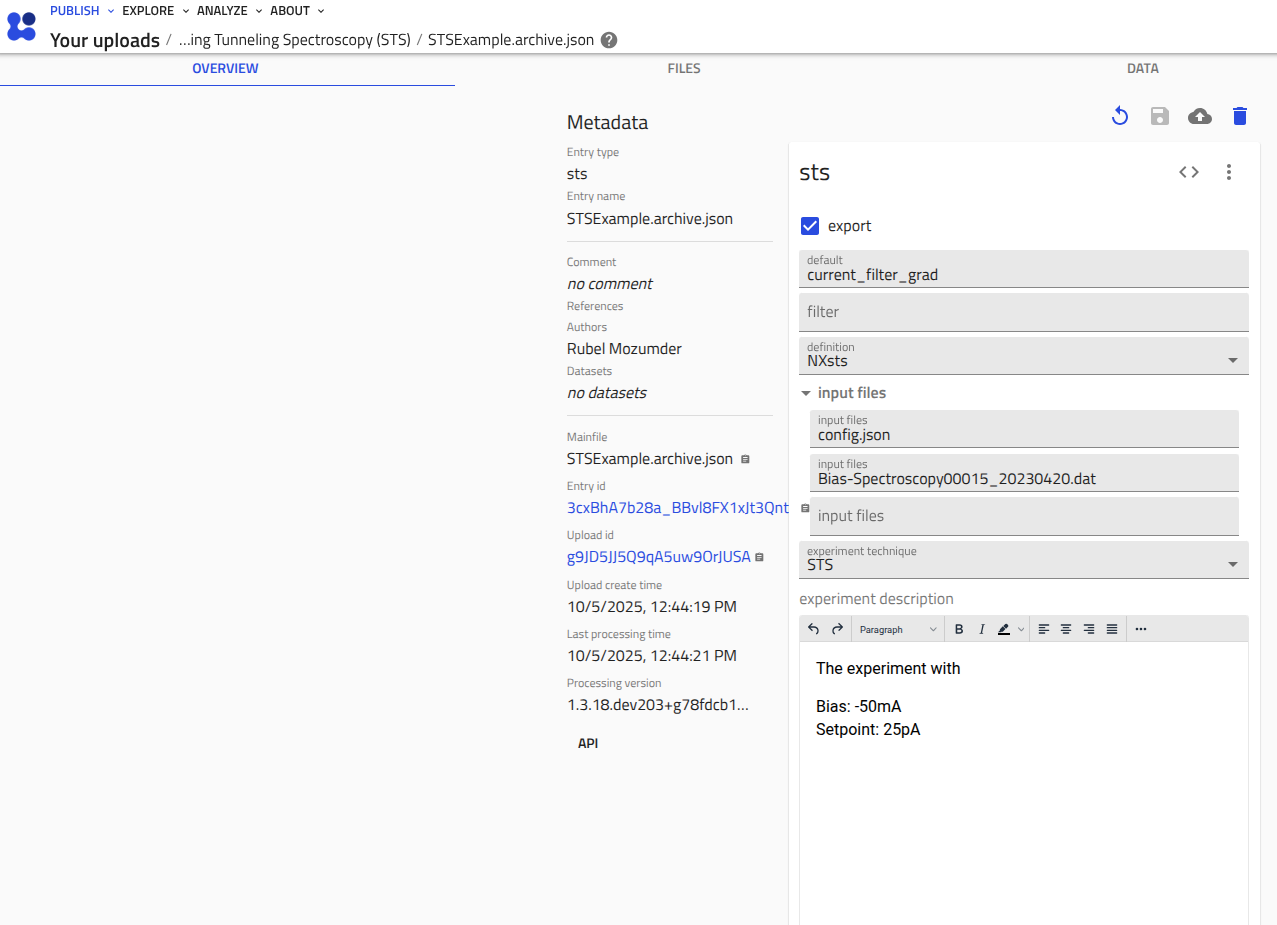 PUBLISH EXPLORE ANALYZE ABOUT
Your uploads / ...ing Tunneling Spectroscopy (STS) / STSExample.archive.json ?
OVERVIEW FILES DATA
Metadata
Entry type
sts
Entry name
STSExample.archive.json
Comment
no comment
References
Authors
Rubel Mozumder
Datasets
no datasets
Mainfile
STSExample.archive.json
Entry id
3cxBhA7b28a_BBvl8FX1xJt3Qnt
Upload id
g9JD5JJ5Q9qA5uw9OrJUSA
Upload create time
10/5/2025, 12:44:19 PM
Last processing time
10/5/2025, 12:44:21 PM
Processing version
1.3.18.dev203+g78fdcb1...
API
sts
export
default
current_filter_grad
filter
definition
NXsts
input files
input files
config.json
input files
Bias-Spectroscopy00015_20230420.dat
input files
experiment technique
STS
experiment description
Paragraph B I
The experiment with
Bias: -50mA
Setpoint: 25pA